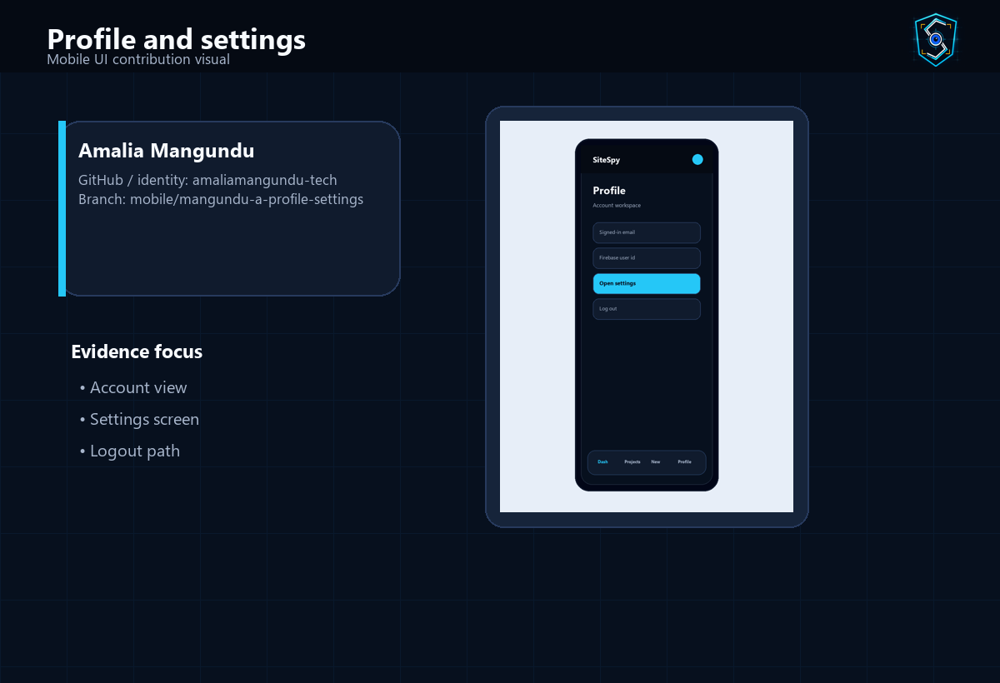 Profile and settings
Mobile UI contribution visual
Amalia Mangundu
GitHub / identity: amaliamangundu-tech
Branch: mobile/mangundu-a-profile-settings
Evidence focus
• Account view
• Settings screen
• Logout path
SiteSpy
Profile
Account workspace
Signed-in email
Firebase user id
Open settings
Log out
Dash Projects New Profile